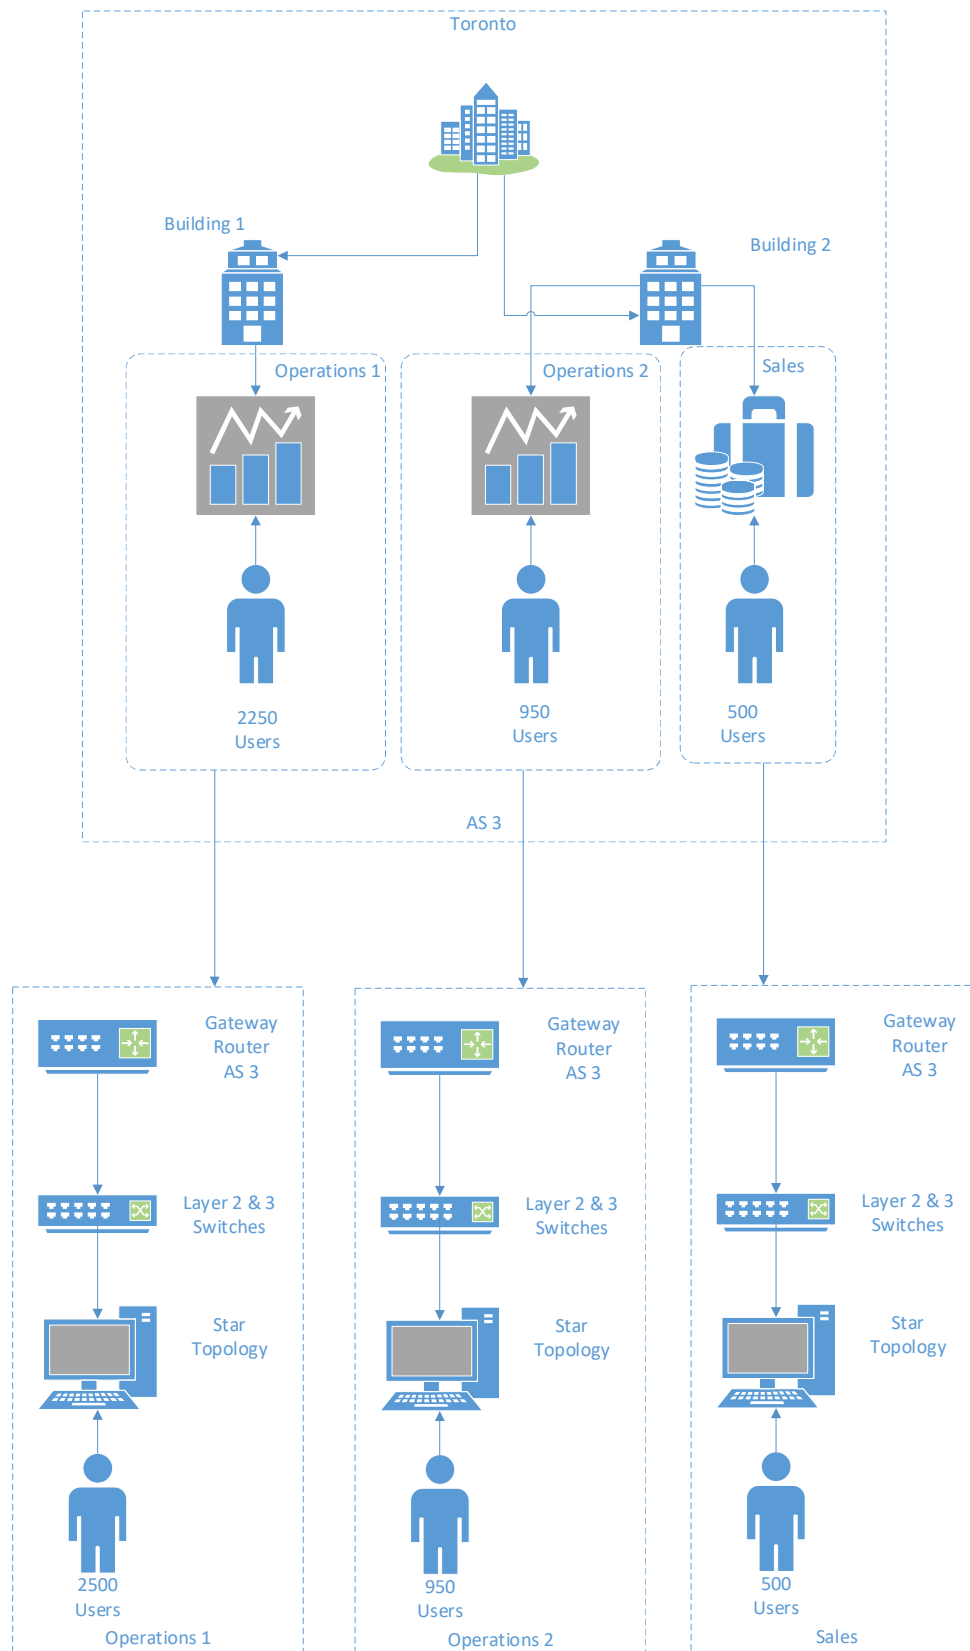 Toronto
Building 1
Building 2
Operations 1
Operations 2
Sales
2250
Users
950
Users
500
Users
AS 3
Gateway
Router
AS 3
Layer 2 & 3
Switches
Star
Topology
2500
Users
Operations 1
Gateway
Router
AS 3
Layer 2 & 3
Switches
Star
Topology
950
Users
Operations 2
Gateway
Router
AS 3
Layer 2 & 3
Switches
Star
Topology
500
Users
Sales